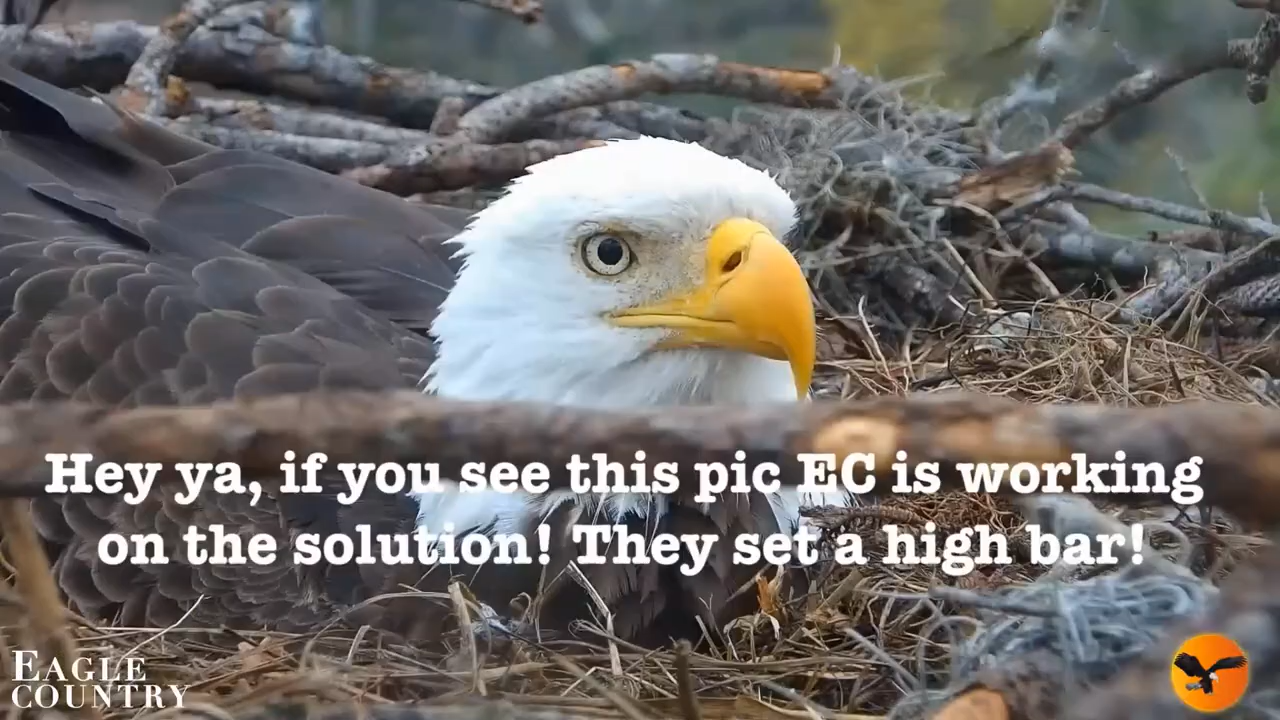 Hey ya, if you see this pic EC is working
on the solution! They set a high bar!
EAGLE
COUNTRY